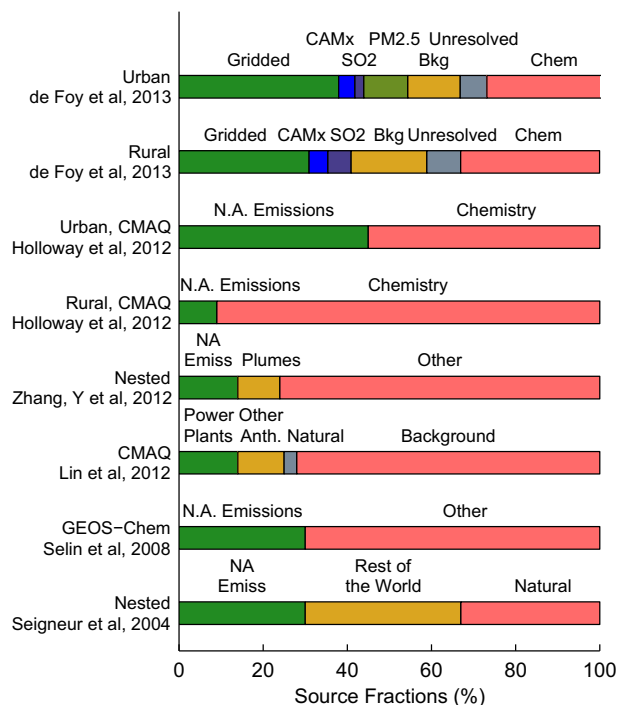 CAMx PM2.5 Unresolved
Gridded SO2 Bkg Chem
Urban
de Foy et al, 2013
Gridded CAMx SO2 Bkg Unresolved Chem
Rural
de Foy et al, 2013
N.A. Emissions Chemistry
Urban, CMAQ
Holloway et al, 2012
N.A. Emissions Chemistry
Rural, CMAQ
Holloway et al, 2012
NA
Emiss Plumes Other
Nested
Zhang, Y et al, 2012
Power Other
Plants Anth. Natural Background
CMAQ
Lin et al, 2012
N.A. Emissions Other
GEOS−Chem
Selin et al, 2008
NA Rest of
Emiss the World Natural
Nested
Seigneur et al, 2004
0 20 40 60 80 100
Source Fractions (%)